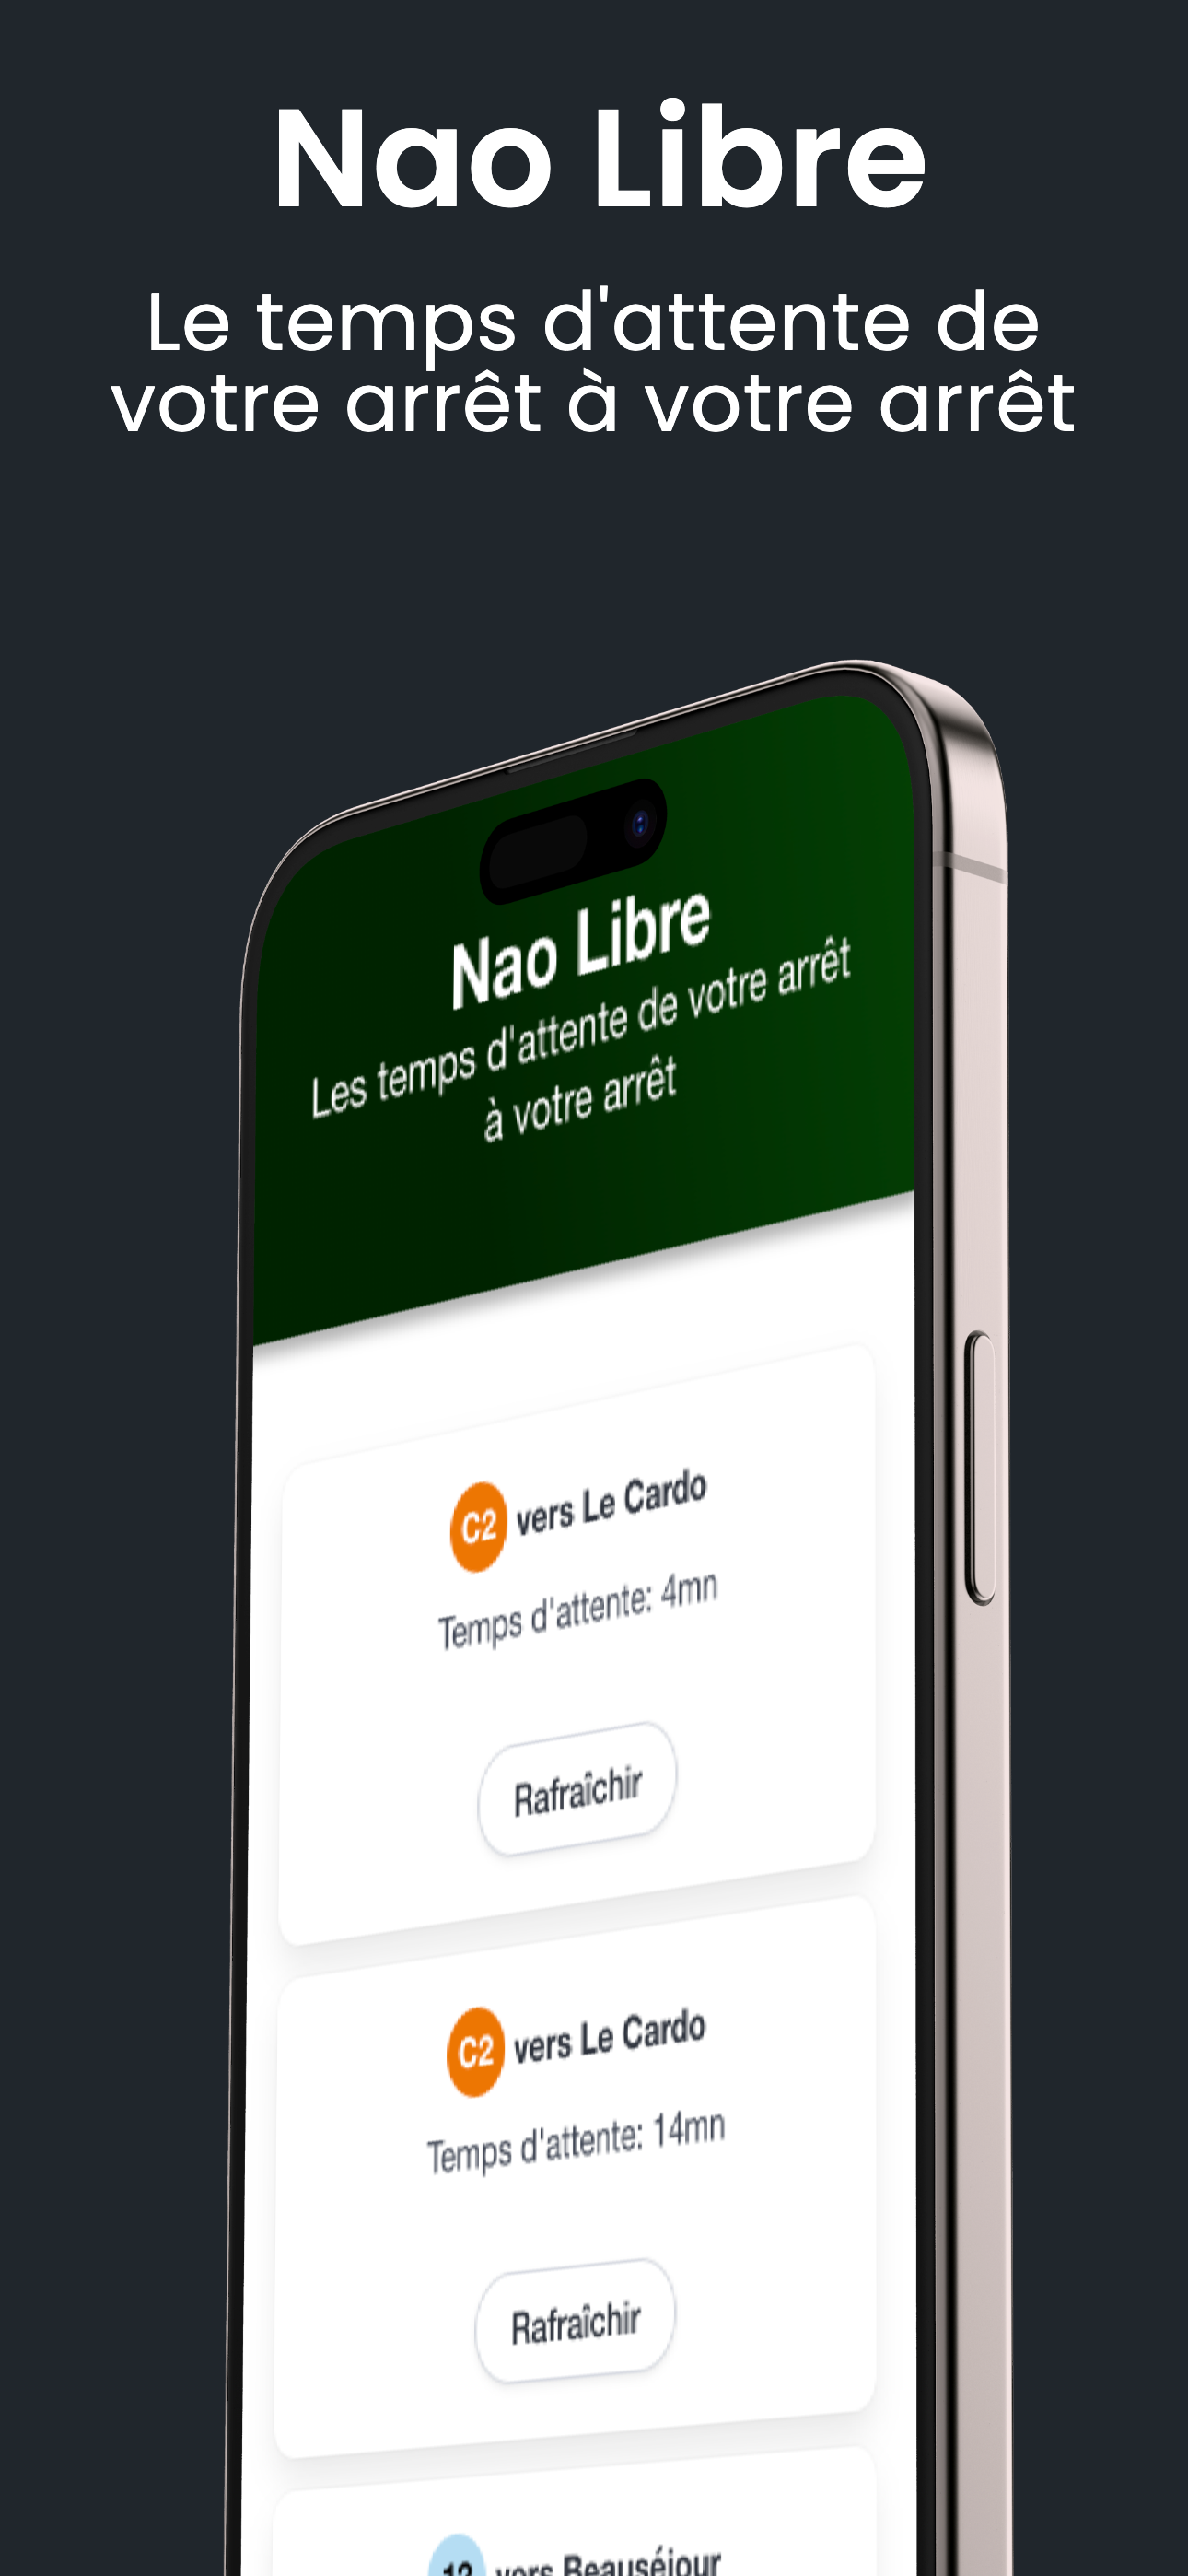 Nao Libre
Le temps d'attente de
votre arrêt à votre arrêt
Nao Libre
Les temps d'attente de votre arrêt
à votre arrêt
C2 vers Le Cardo
Temps d'attente: 4mn
Rafraîchir
C2 vers Le Cardo
Temps d'attente: 14mn
Rafraîchir
vers Beauséjour